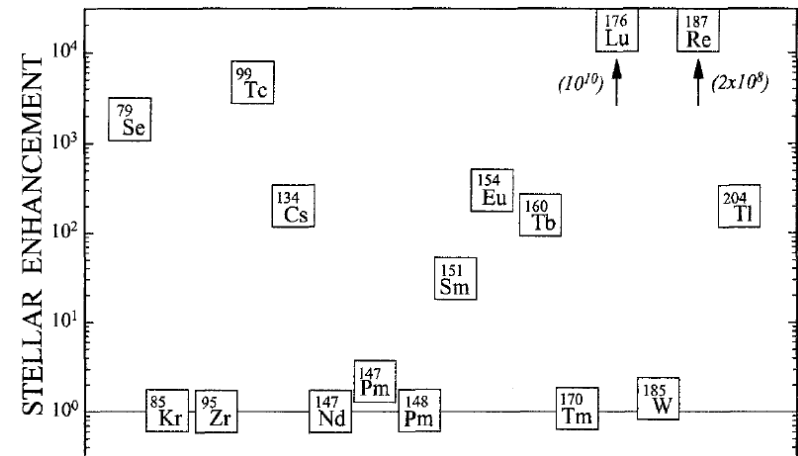 STELLAR ENHANCEMENT
10⁴
10³
10²
10¹
10⁰
79
Se
85
Kr
95
Zr
99
Tc
134
Cs
147
Nd
147
Pm
148
Pm
151
Sm
154
Eu
160
Tb
170
Tm
176
Lu
(10¹⁰)
185
W
187
Re
(2x10⁸)
204
Tl